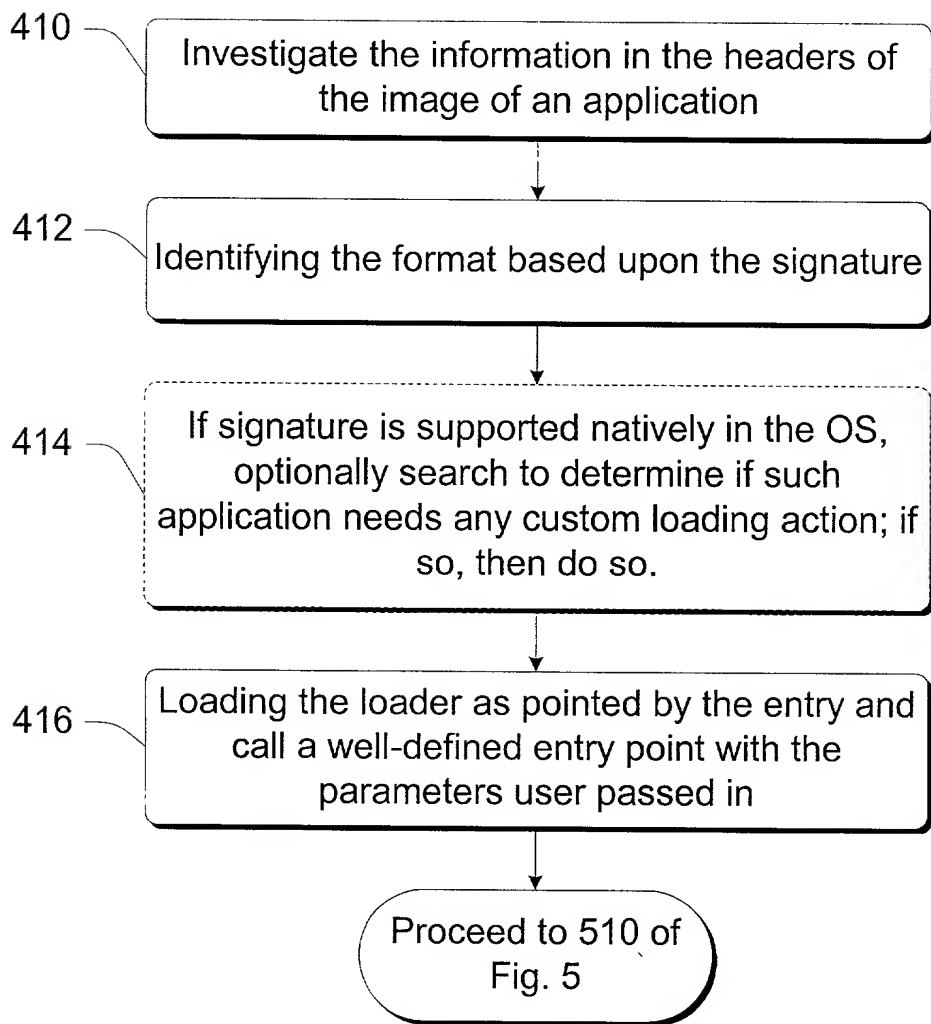 410
Investigate the information in the headers of
the image of an application
412
Identifying the format based upon the signature
414
If signature is supported natively in the OS,
optionally search to determine if such
application needs any custom loading action; if
so, then do so.
416
Loading the loader as pointed by the entry and
call a well-defined entry point with the
parameters user passed in
Proceed to 510 of
Fig. 5